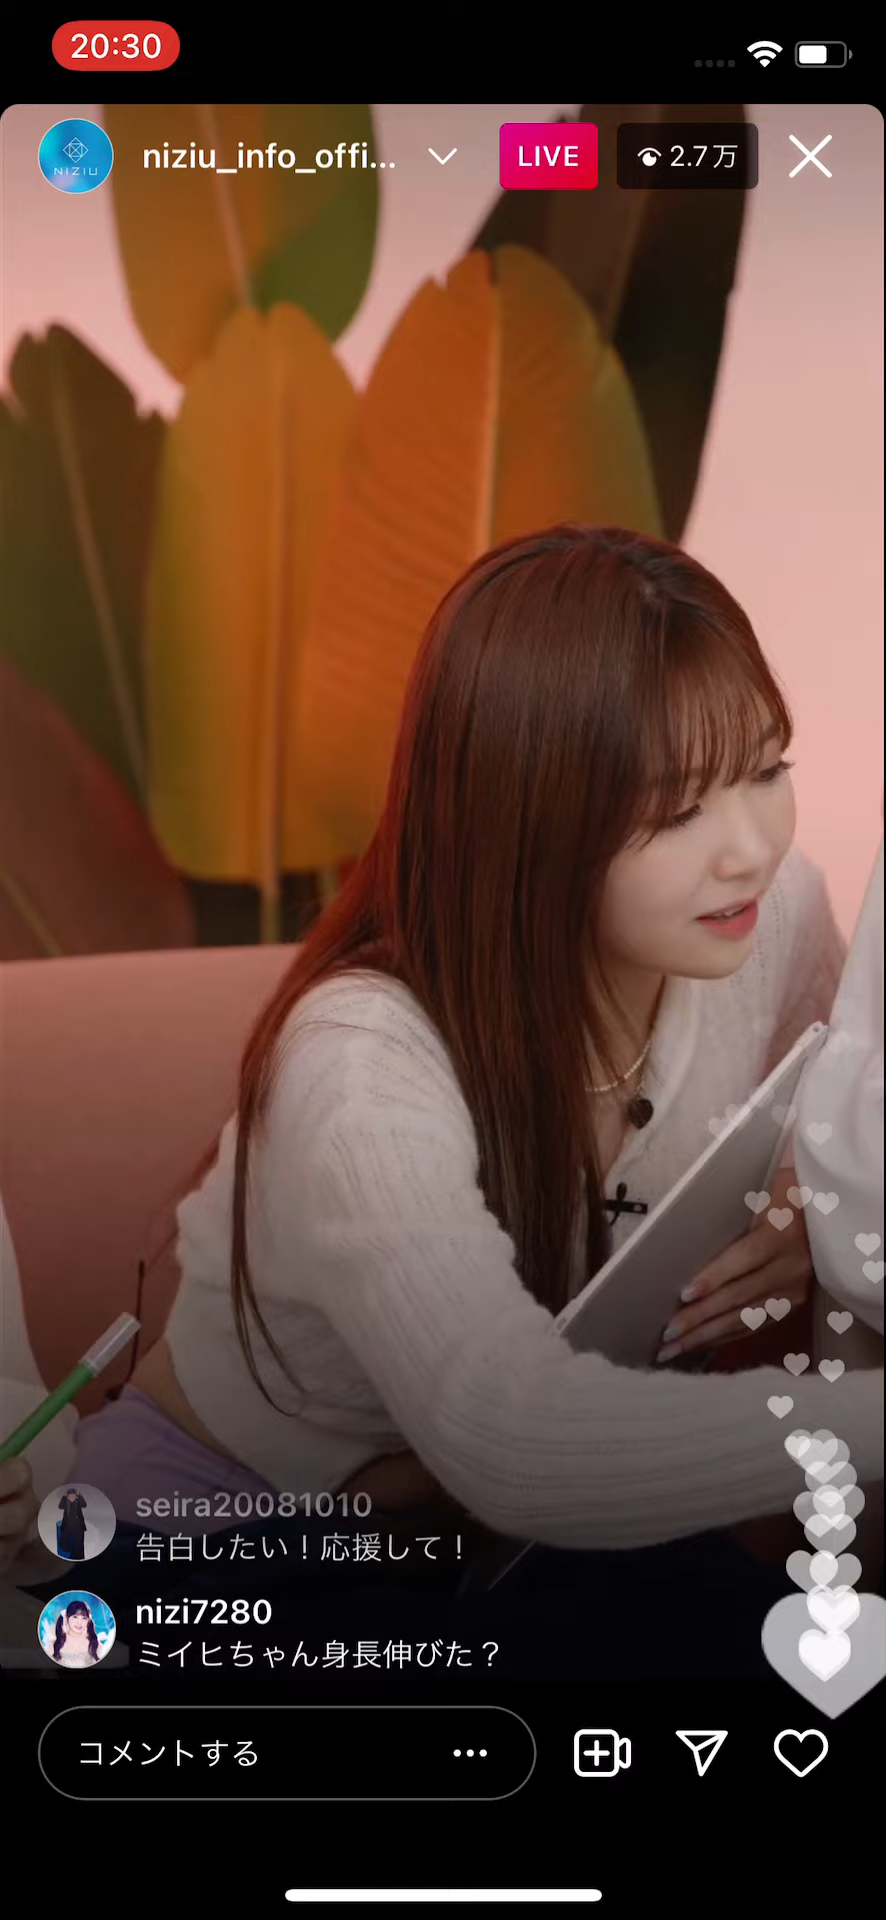 20:30
NIZIU
niziu_info_offi...
LIVE
2.7万
seira20081010
告白したい！応援して！
nizi7280
ミイヒちゃん身長伸びた？
コメントする